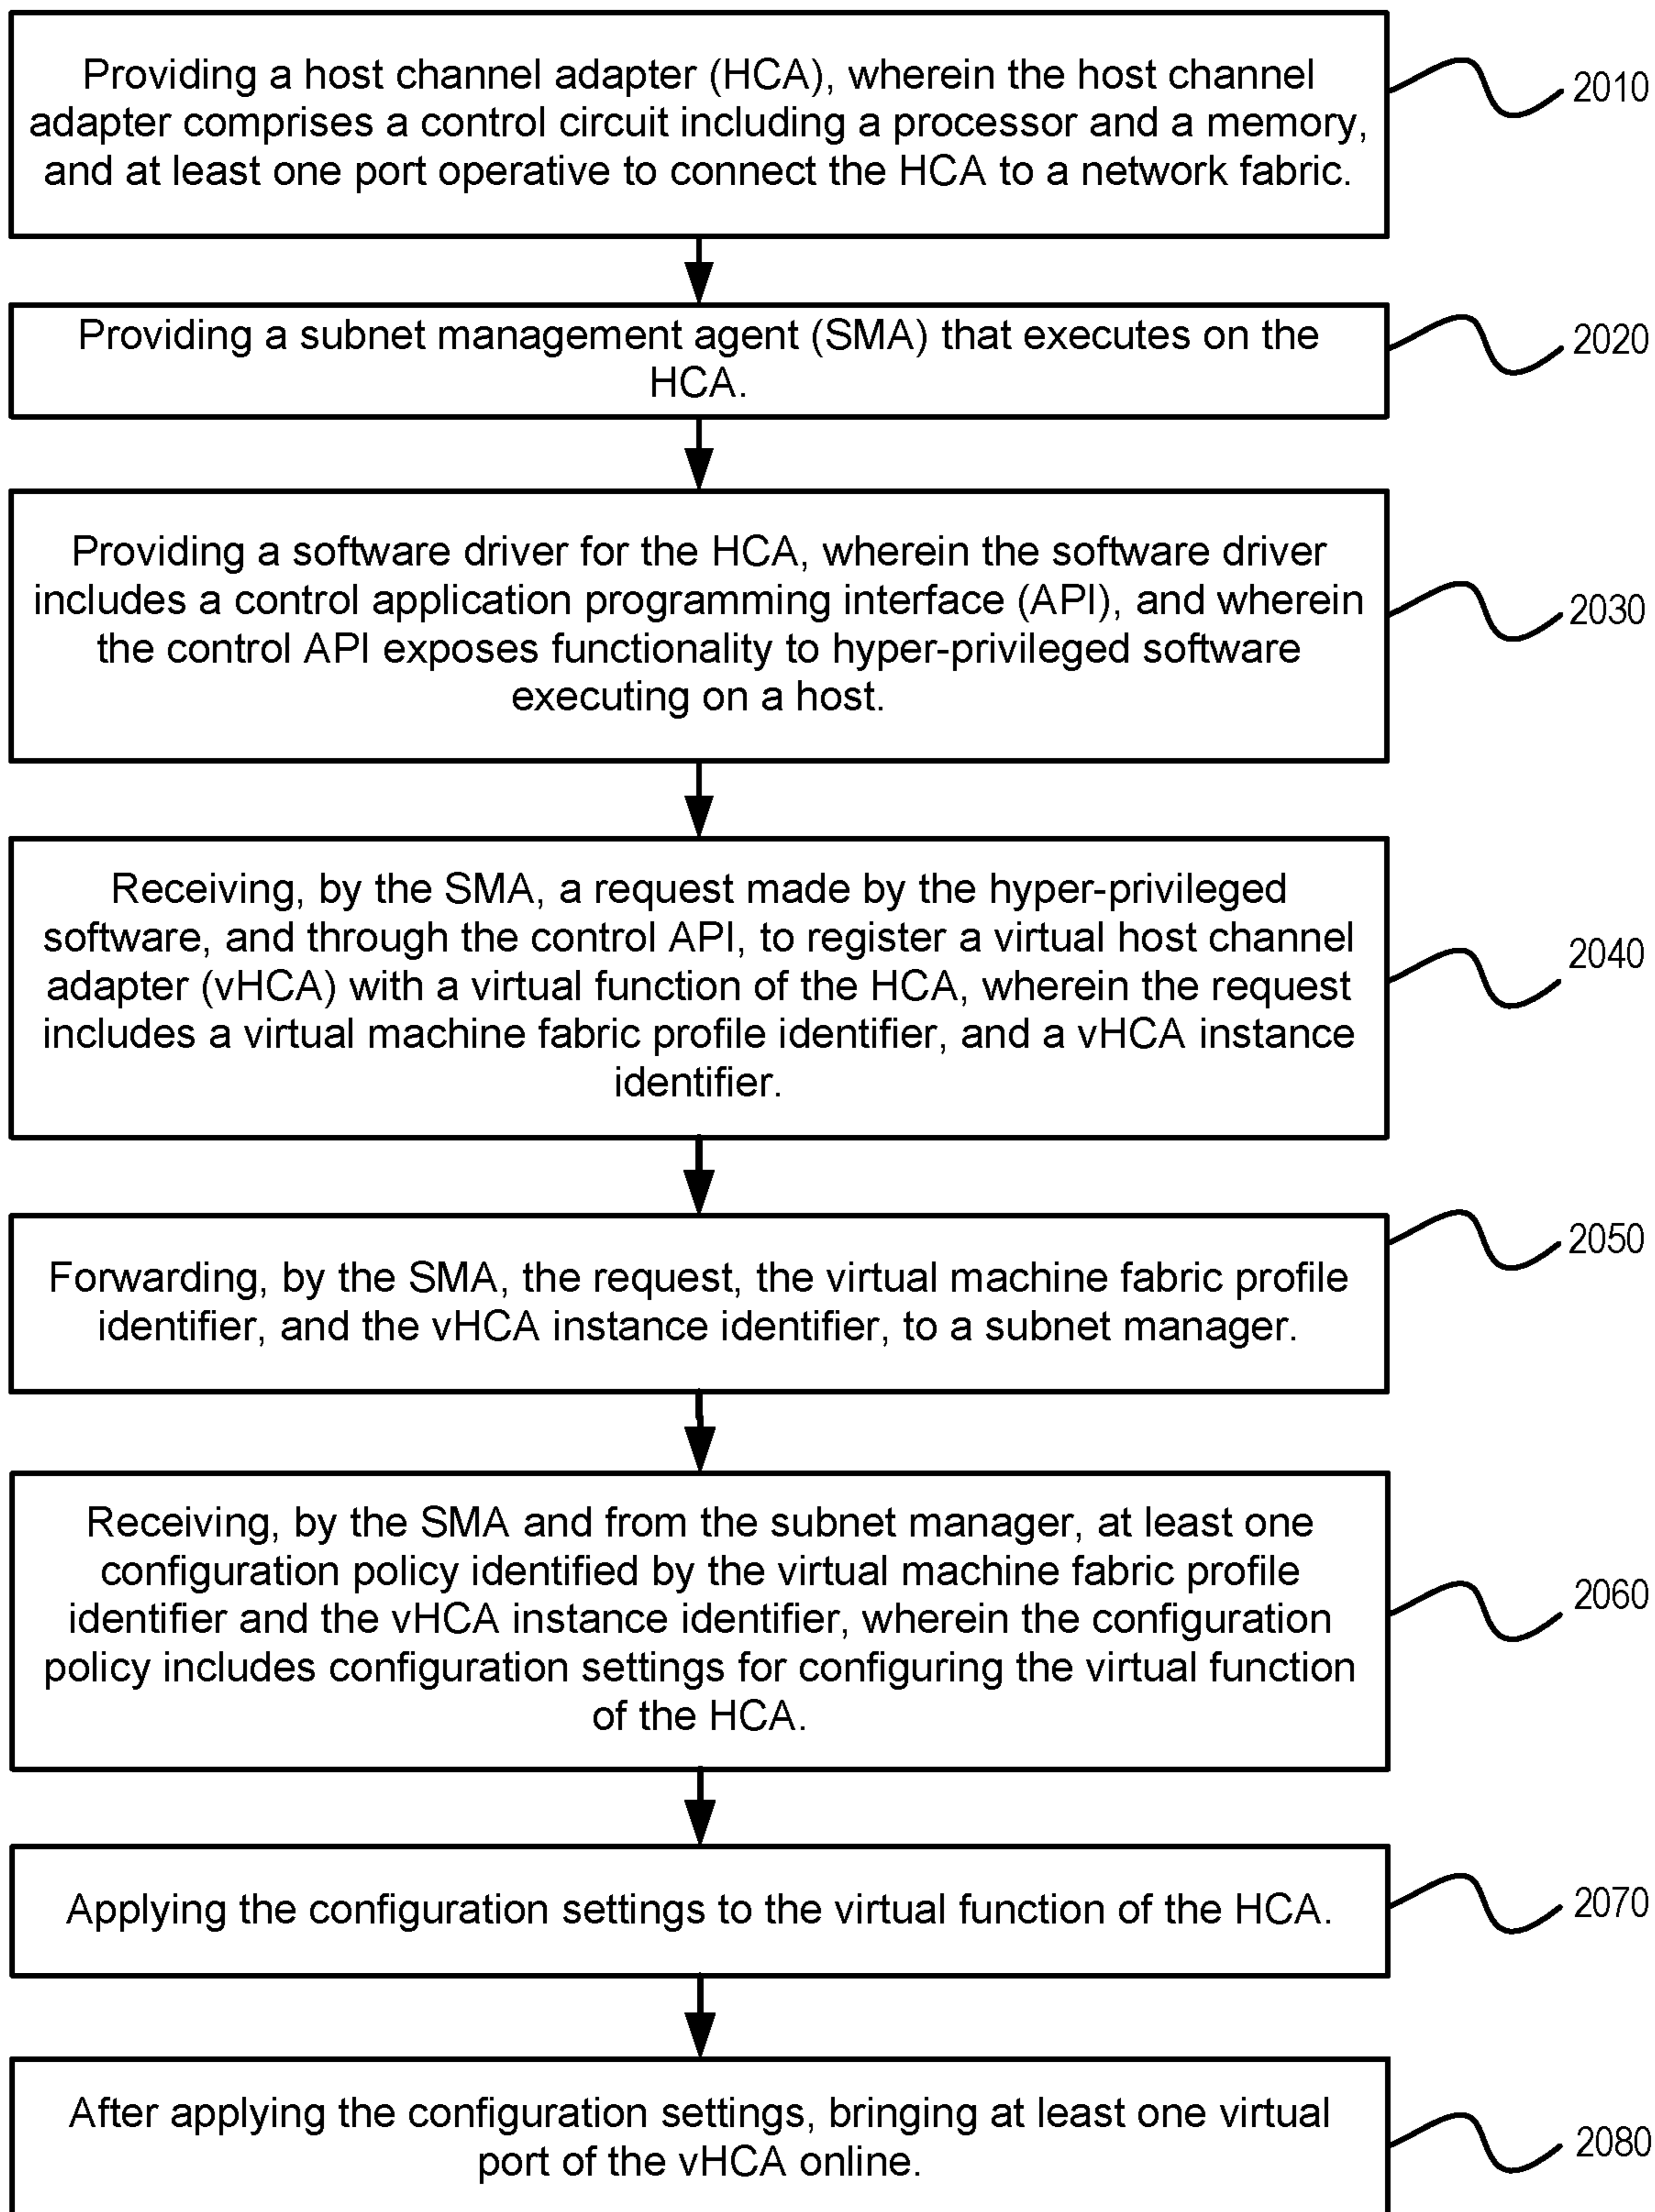 Providing a host channel adapter (HCA), wherein the host channel
adapter comprises a control circuit including a processor and a memory,
and at least one port operative to connect the HCA to a network fabric.
2010
Providing a subnet management agent (SMA) that executes on the
HCA.
2020
Providing a software driver for the HCA, wherein the software driver
includes a control application programming interface (API), and wherein
the control API exposes functionality to hyper-privileged software
executing on a host.
2030
Receiving, by the SMA, a request made by the hyper-privileged
software, and through the control API, to register a virtual host channel
adapter (vHCA) with a virtual function of the HCA, wherein the request
includes a virtual machine fabric profile identifier, and a vHCA instance
identifier.
2040
Forwarding, by the SMA, the request, the virtual machine fabric profile
identifier, and the vHCA instance identifier, to a subnet manager.
2050
Receiving, by the SMA and from the subnet manager, at least one
configuration policy identified by the virtual machine fabric profile
identifier and the vHCA instance identifier, wherein the configuration
policy includes configuration settings for configuring the virtual function
of the HCA.
2060
Applying the configuration settings to the virtual function of the HCA.
2070
After applying the configuration settings, bringing at least one virtual
port of the vHCA online.
2080